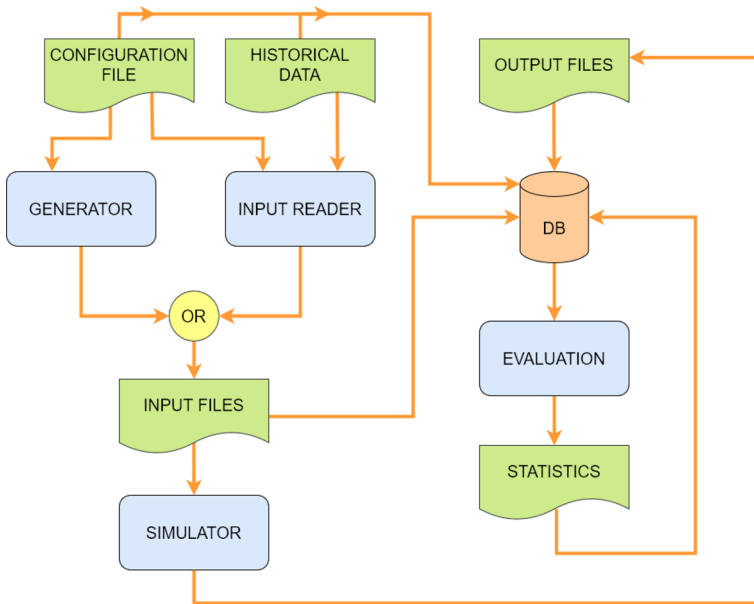 CONFIGURATION
FILE
HISTORICAL
DATA
OUTPUT FILES
GENERATOR
INPUT READER
DB
OR
EVALUATION
INPUT FILES
STATISTICS
SIMULATOR